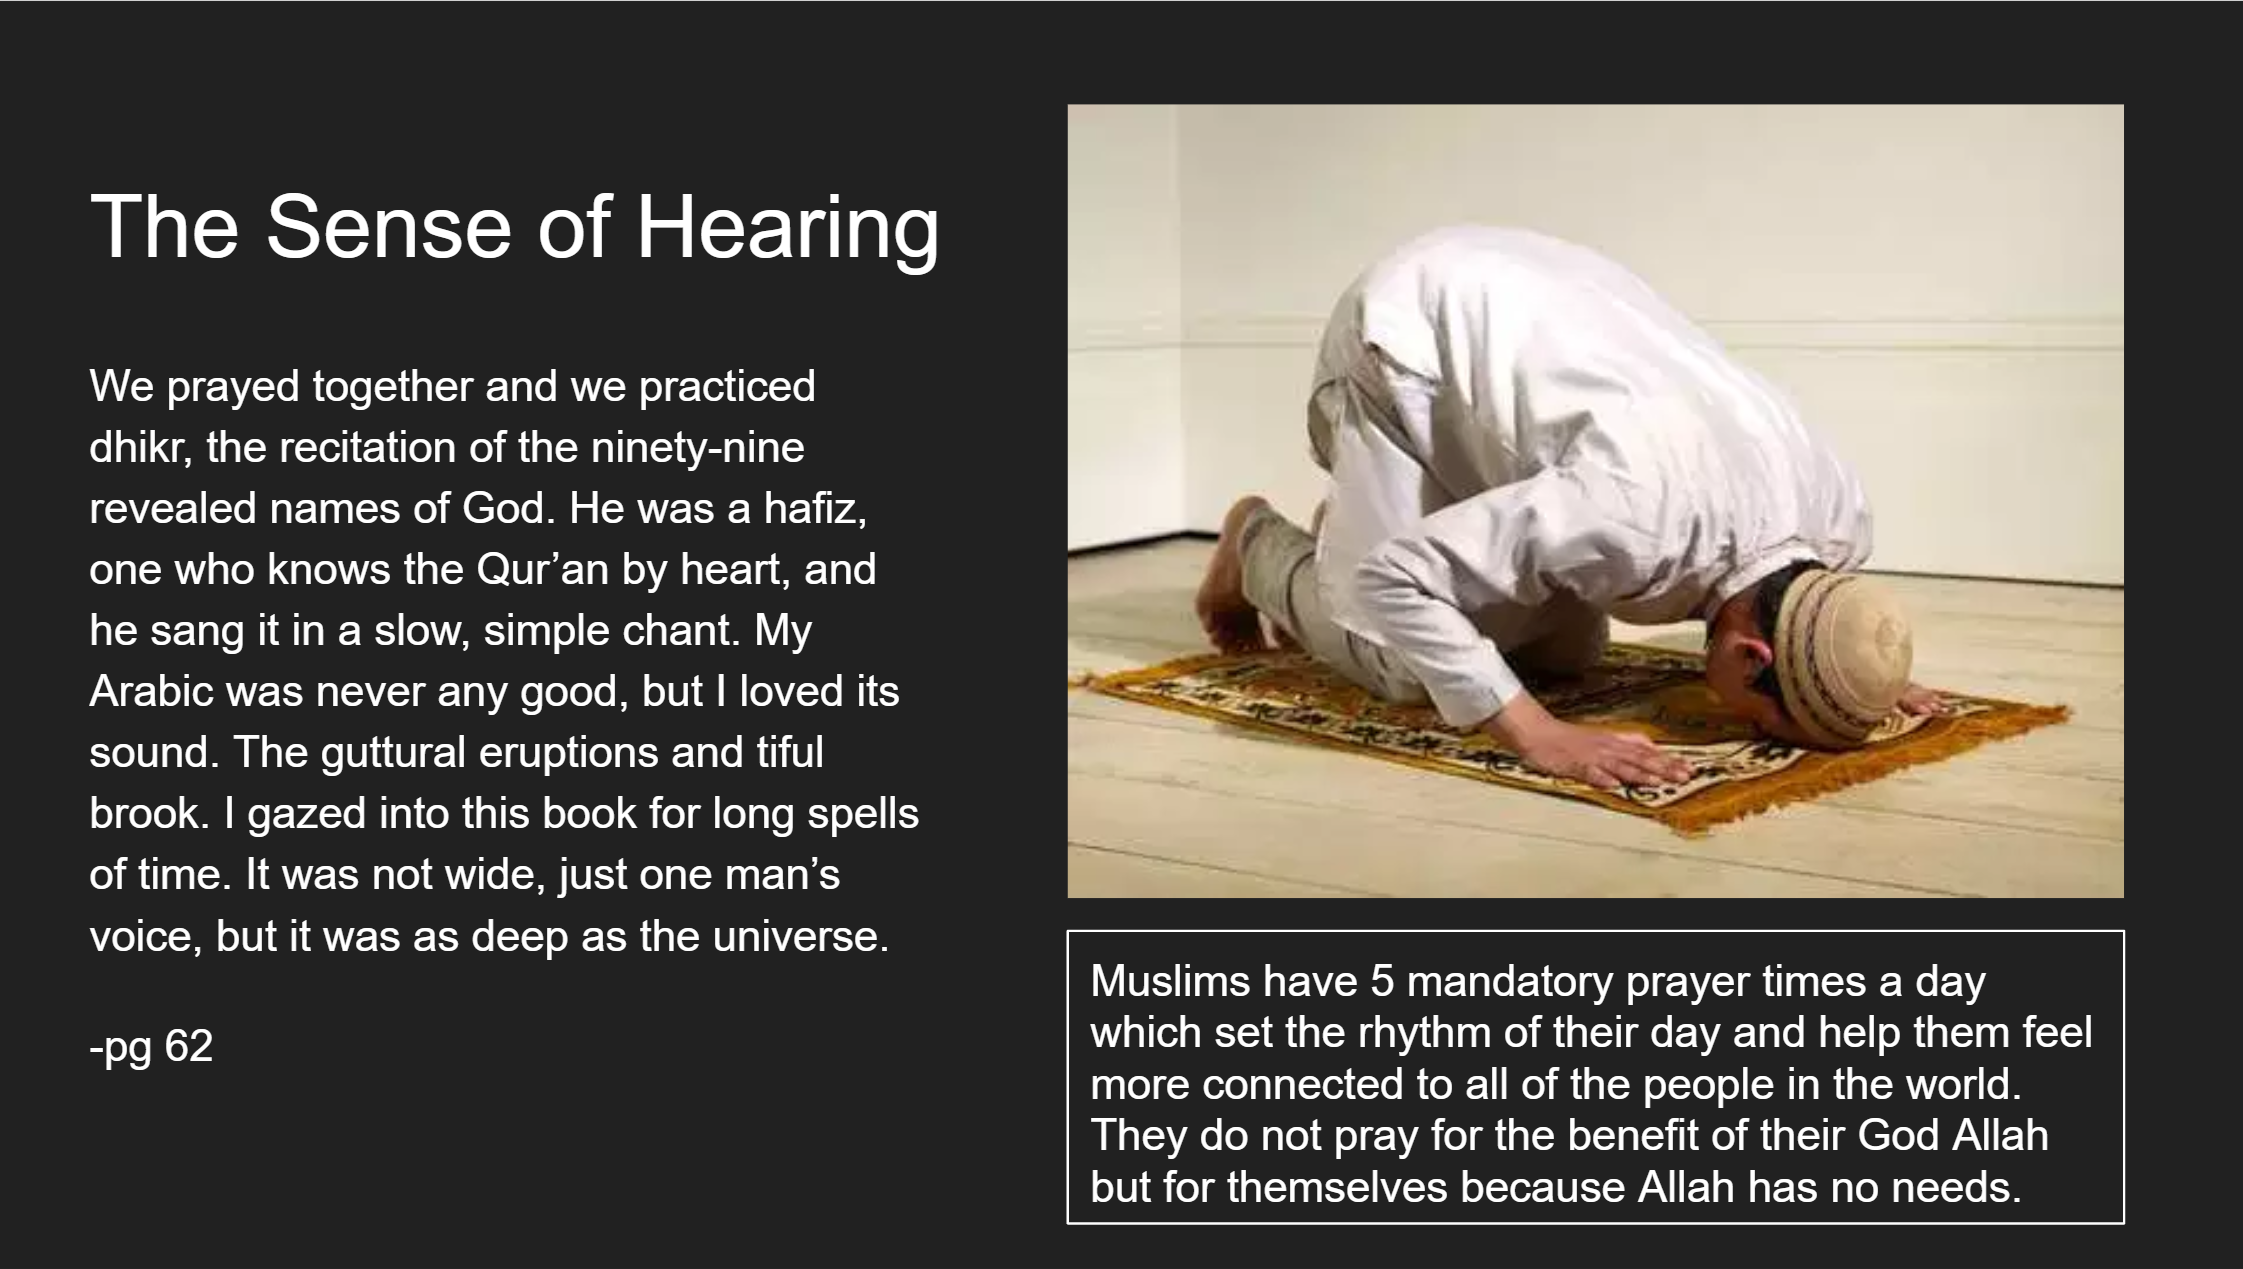 The Sense of Hearing
We prayed together and we practiced
dhikr, the recitation of the ninety-nine
revealed names of God. He was a hafiz,
one who knows the Qur’an by heart, and
he sang it in a slow, simple chant. My
Arabic was never any good, but I loved its
sound. The guttural eruptions and tiful
brook. I gazed into this book for long spells
of time. It was not wide, just one man’s
voice, but it was as deep as the universe.
-pg 62
Muslims have 5 mandatory prayer times a day
which set the rhythm of their day and help them feel
more connected to all of the people in the world.
They do not pray for the benefit of their God Allah
but for themselves because Allah has no needs.